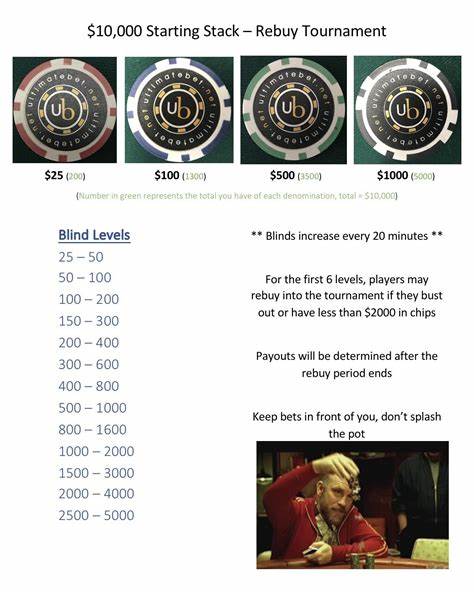 $10,000 Starting Stack – Rebuy Tournament
ultimatebet.net ultimatebet.net
ub
ultimatebet.net ultimatebet.net
ub
ultimatebet.net ultimatebet.net
ub
ultimatebet.net ultimatebet.net
ub
$25 (200)
$100 (1300)
$500 (3500)
$1000 (5000)
(Number in green represents the total you have of each denomination, total = $10,000)
Blind Levels
25 – 50
50 – 100
100 – 200
150 – 300
200 – 400
300 – 600
400 – 800
500 – 1000
800 – 1600
1000 – 2000
1500 – 3000
2000 – 4000
2500 – 5000
** Blinds increase every 20 minutes **
For the first 6 levels, players may
rebuy into the tournament if they bust
out or have less than $2000 in chips
Payouts will be determined after the
rebuy period ends
Keep bets in front of you, don't splash
the pot